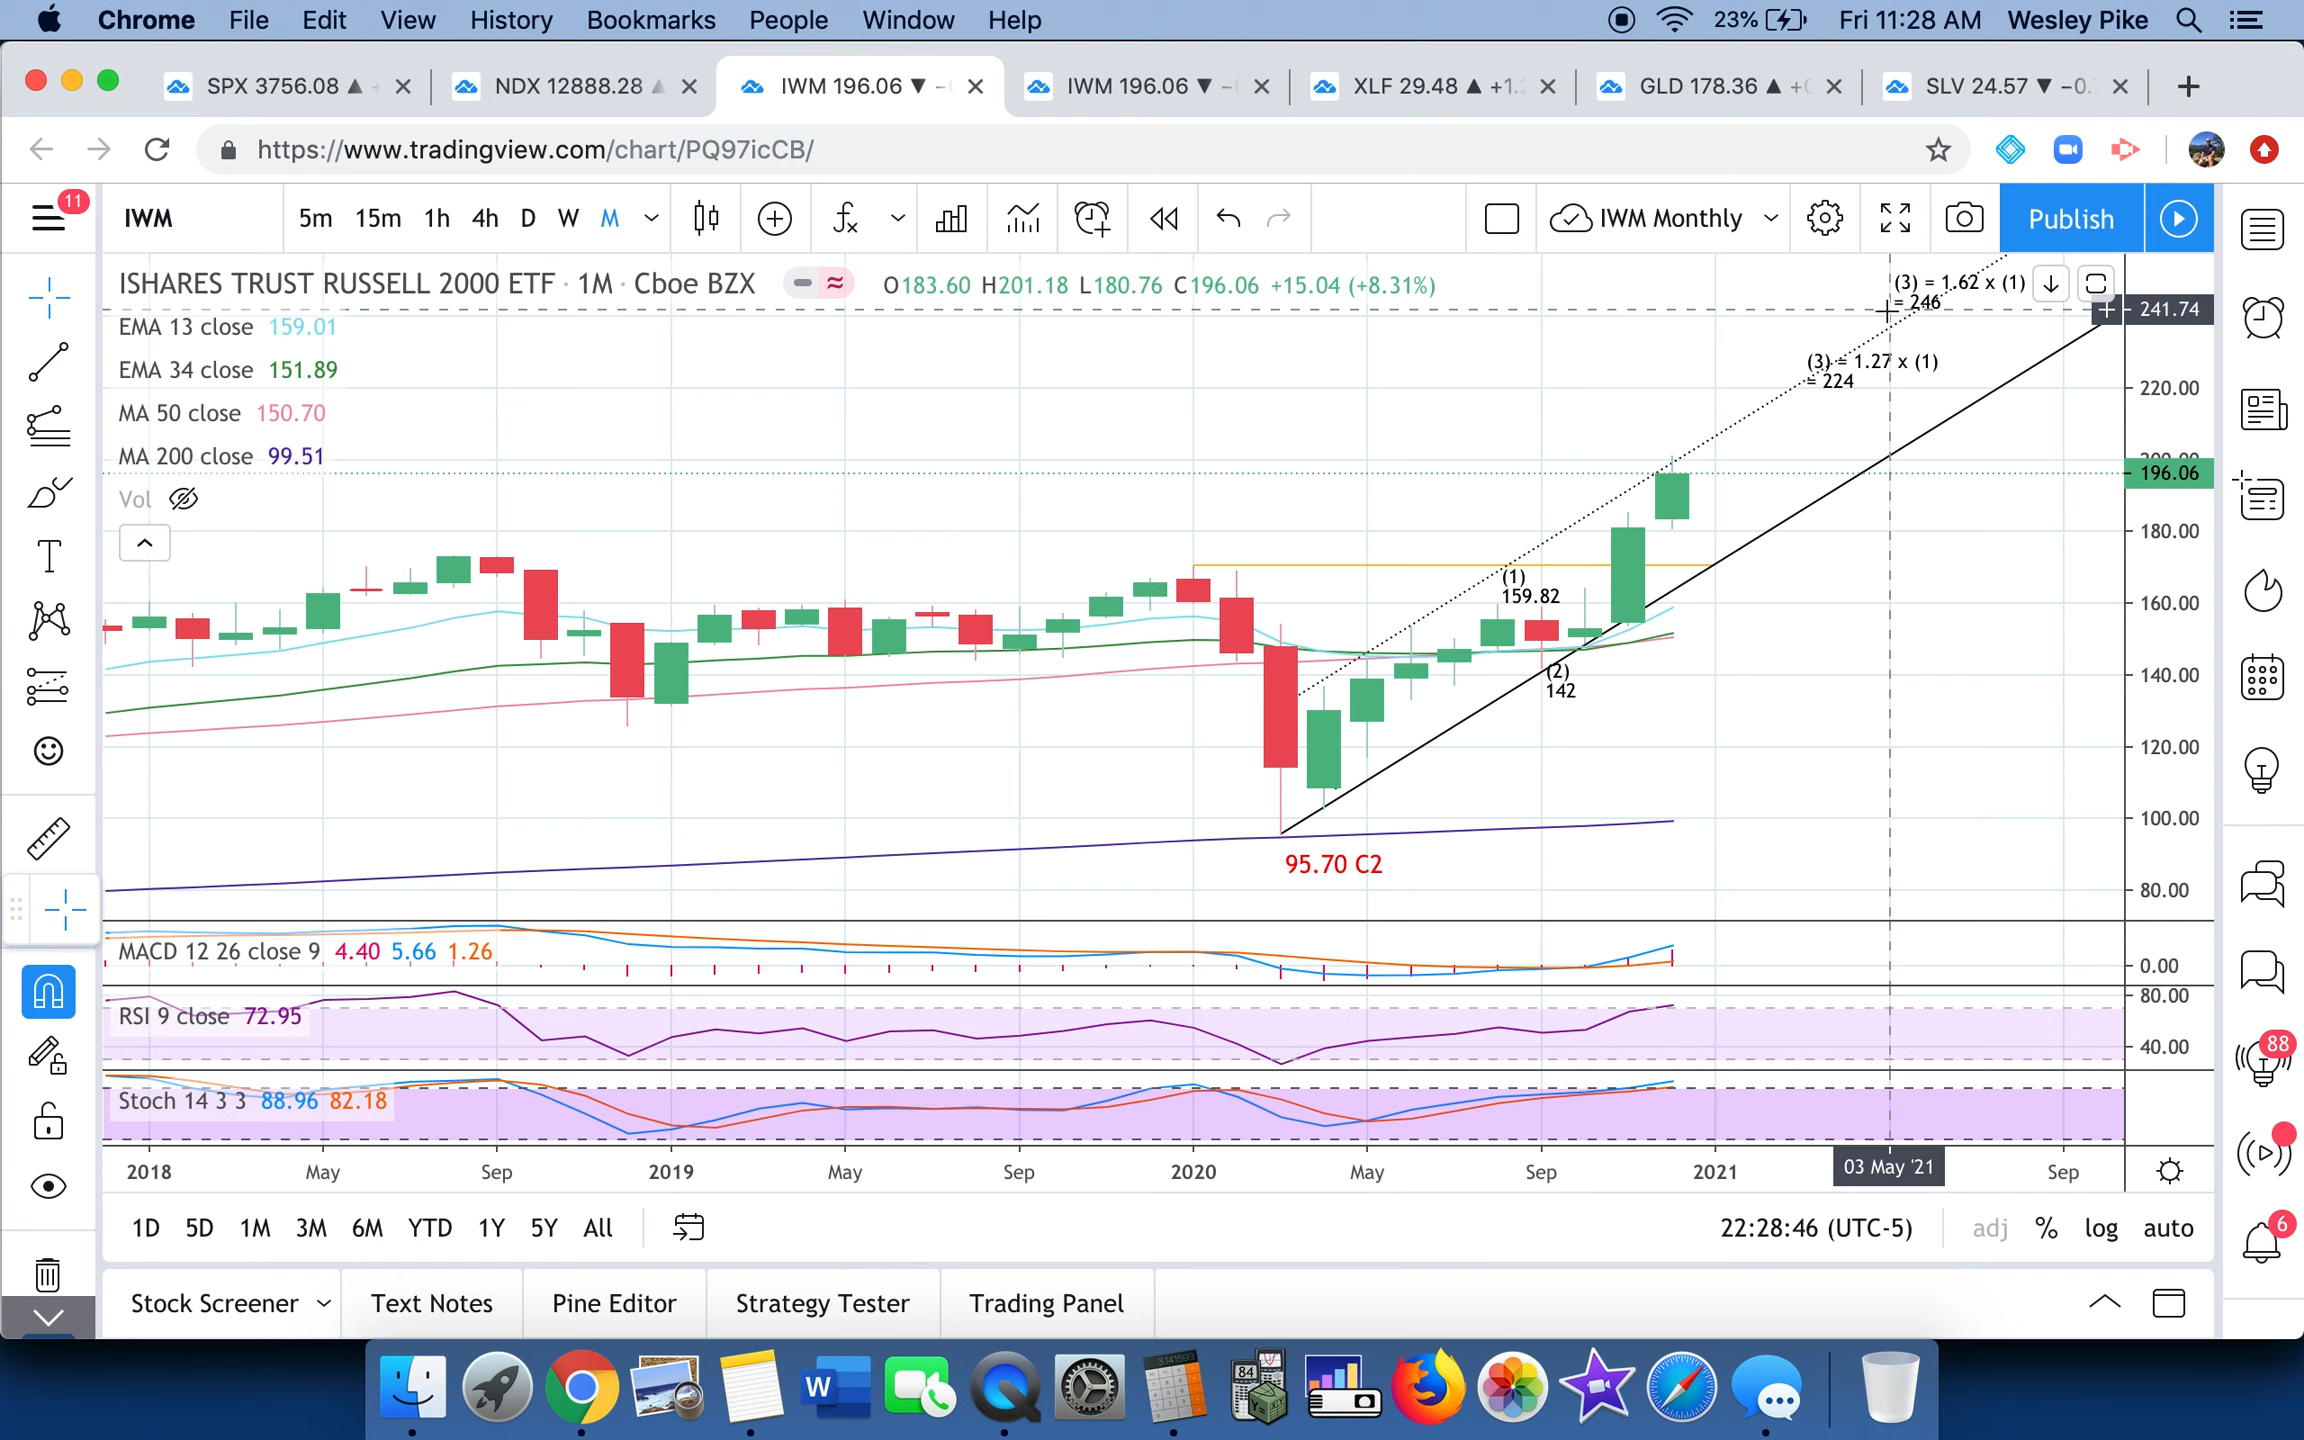 Chrome File Edit View History Bookmarks People Window Help 23% Fri 11:28 AM Wesley Pike
SPX 3756.08 ▲ NDX 12888.28 ▲ IWM 196.06 ▼ IWM 196.06 ▼ XLF 29.48 ▲ +1. GLD 178.36 ▲ SLV 24.57 ▼ −0.
https://www.tradingview.com/chart/PQ97icCB/
11
IWM 5m 15m 1h 4h D W M IWM Monthly Publish
ISHARES TRUST RUSSELL 2000 ETF · 1M · Cboe BZX O183.60 H201.18 L180.76 C196.06 +15.04 (+8.31%)
(3) = 1.62 x (1)
= 246
241.74
EMA 13 close 159.01
EMA 34 close 151.89
(3) = 1.27 x (1)
= 224
220.00
MA 50 close 150.70
MA 200 close 99.51
196.06
Vol
180.00
(1)
159.82
160.00
(2)
142
140.00
120.00
100.00
95.70 C2
80.00
MACD 12 26 close 9 4.40 5.66 1.26
0.00
80.00
RSI 9 close 72.95
40.00
88
Stoch 14 3 3 88.96 82.18
2018 May Sep 2019 May Sep 2020 May Sep 2021 03 May '21 Sep
1D 5D 1M 3M 6M YTD 1Y 5Y All 22:28:46 (UTC-5) adj % log auto
6
Stock Screener Text Notes Pine Editor Strategy Tester Trading Panel
3.141593
84
W